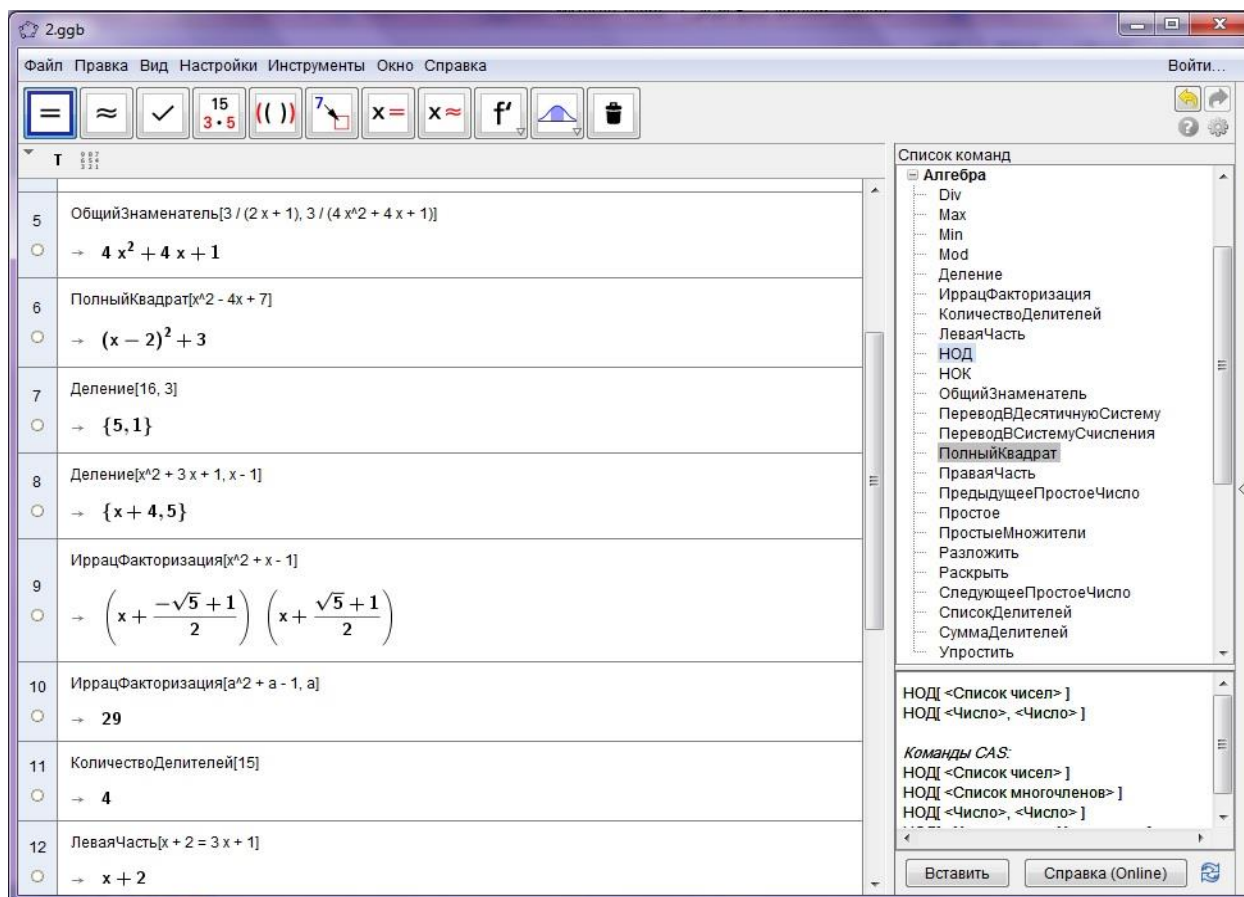 2.ggb
Файл Правка Вид Настройки Инструменты Окно Справка
Войти...
= ≈ ✓ 15 3 · 5 (( )) 7 x = x ≈ f'
T
Список команд
5
ОбщийЗнаменатель[3 / (2 x + 1), 3 / (4 x^2 + 4 x + 1)]
→ 4 x² + 4 x + 1
6
ПолныйКвадрат[x^2 - 4x + 7]
→ (x − 2)² + 3
7
Деление[16, 3]
→ {5, 1}
8
Деление[x^2 + 3 x + 1, x - 1]
→ {x + 4, 5}
9
ИррацФакторизация[x^2 + x - 1]
→ (x + (−√5 + 1)/2) (x + (√5 + 1)/2)
10
ИррацФакторизация[a^2 + a - 1, a]
→ 29
11
КоличествоДелителей[15]
→ 4
12
ЛеваяЧасть[x + 2 = 3 x + 1]
→ x + 2
Алгебра
Div
Max
Min
Mod
Деление
ИррацФакторизация
КоличествоДелителей
ЛеваяЧасть
НОД
НОК
ОбщийЗнаменатель
ПереводВДесятичнуюСистему
ПереводВСистемуСчисления
ПолныйКвадрат
ПраваяЧасть
ПредыдущееПростоеЧисло
Простое
ПростыеМножители
Разложить
Раскрыть
СледующееПростоеЧисло
СписокДелителей
СуммаДелителей
Упростить
НОД[ <Список чисел> ]
НОД[ <Число>, <Число> ]
Команды CAS:
НОД[ <Список чисел> ]
НОД[ <Список многочленов> ]
НОД[ <Число>, <Число> ]
Вставить
Справка (Online)